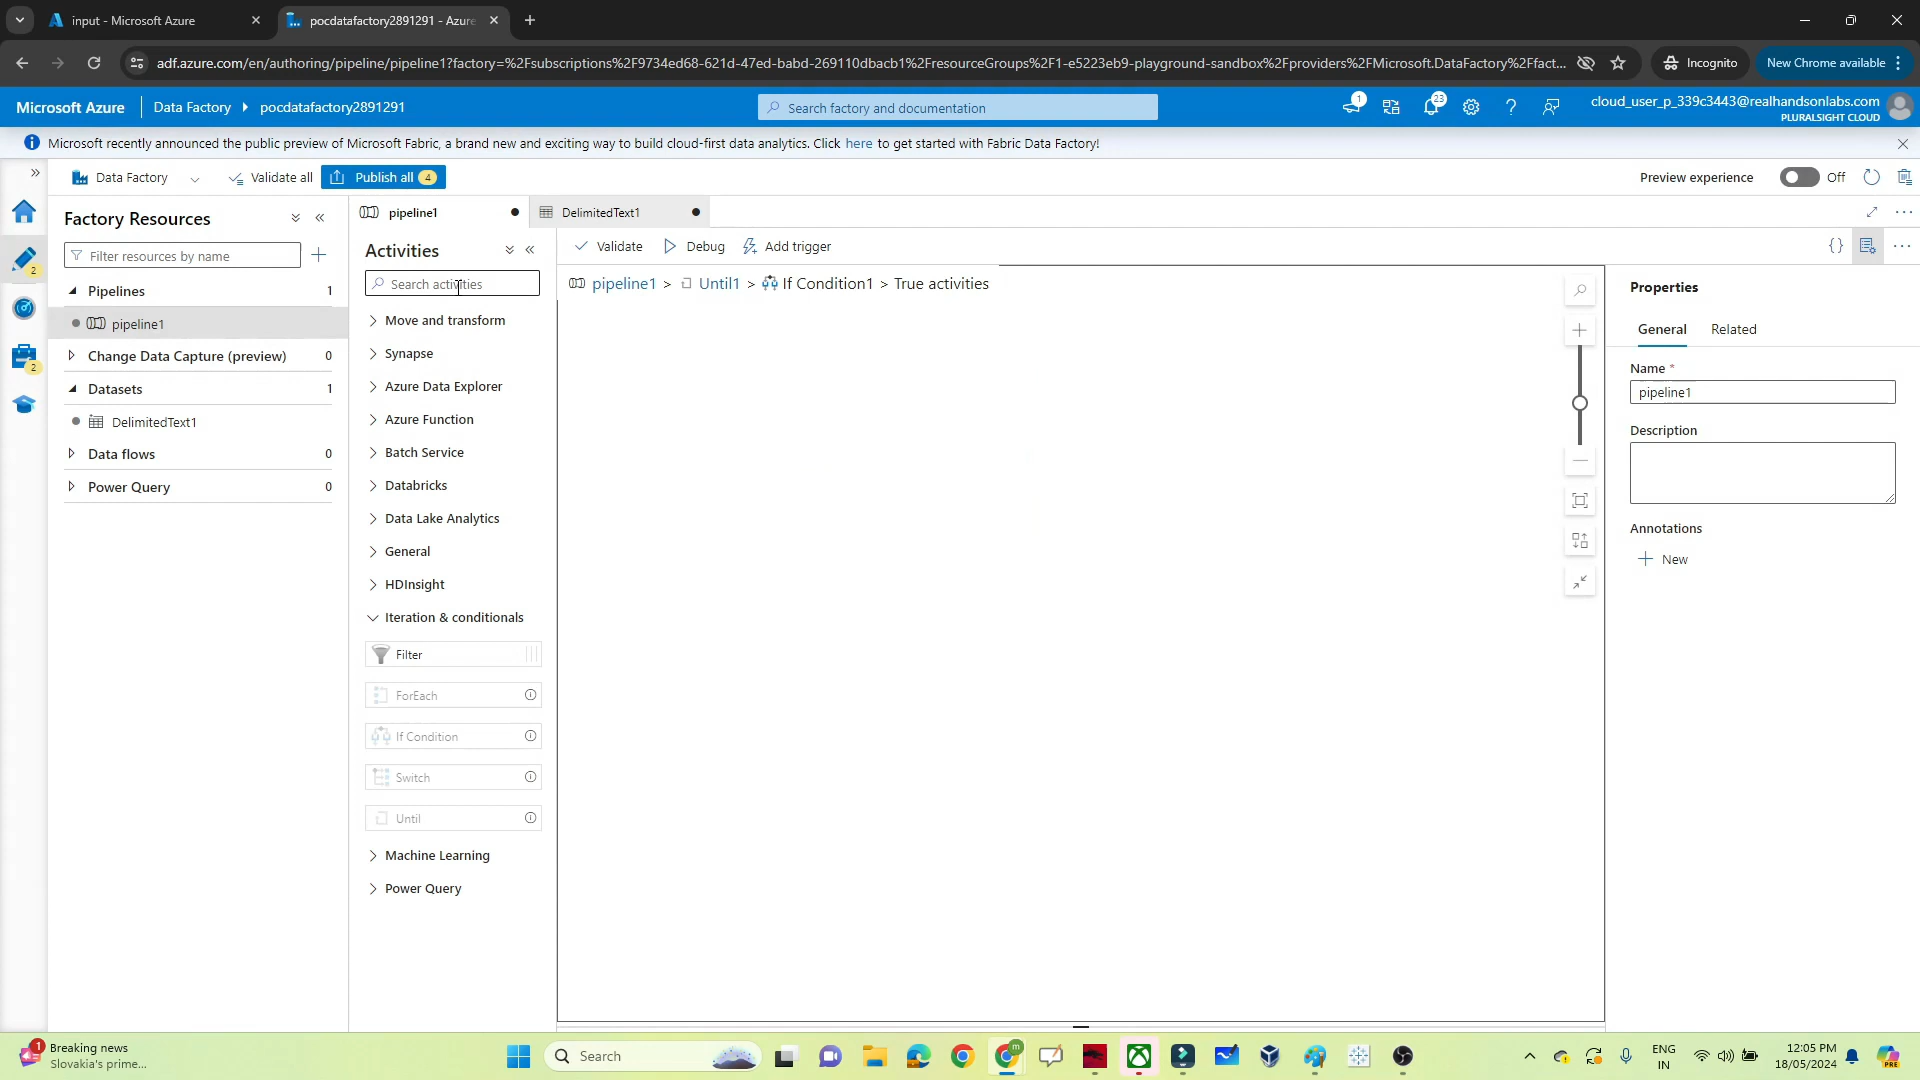 input - Microsoft Azure
pocdatafactory2891291 - Azure
adf.azure.com/en/authoring/pipeline/pipeline1?factory=%2Fsubscriptions%2F9734ed68-621d-47ed-babd-269110dbacb1%2FresourceGroups%2F1-e5223eb9-playground-sandbox%2Fproviders%2FMicrosoft.DataFactory%2Ffact...
Incognito
New Chrome available
Microsoft Azure
Data Factory
pocdatafactory2891291
Search factory and documentation
1
23
cloud_user_p_339c3443@realhandsonlabs.com
PLURALSIGHT CLOUD
Microsoft recently announced the public preview of Microsoft Fabric, a brand new and exciting way to build cloud-first data analytics. Click here to get started with Fabric Data Factory!
Data Factory
Validate all
Publish all 4
Preview experience
Off
Factory Resources
Filter resources by name
Pipelines 1
pipeline1
Change Data Capture (preview) 0
Datasets 1
DelimitedText1
Data flows 0
Power Query 0
2
2
pipeline1
DelimitedText1
Activities
Search activities
Move and transform
Synapse
Azure Data Explorer
Azure Function
Batch Service
Databricks
Data Lake Analytics
General
HDInsight
Iteration & conditionals
Filter
ForEach
If Condition
Switch
Until
Machine Learning
Power Query
Validate
Debug
Add trigger
pipeline1 > Until1 > If Condition1 > True activities
Properties
General
Related
Name *
pipeline1
Description
Annotations
New
1
Breaking news
Slovakia's prime...
Search
m
ENG
IN
12:05 PM
18/05/2024
PRE